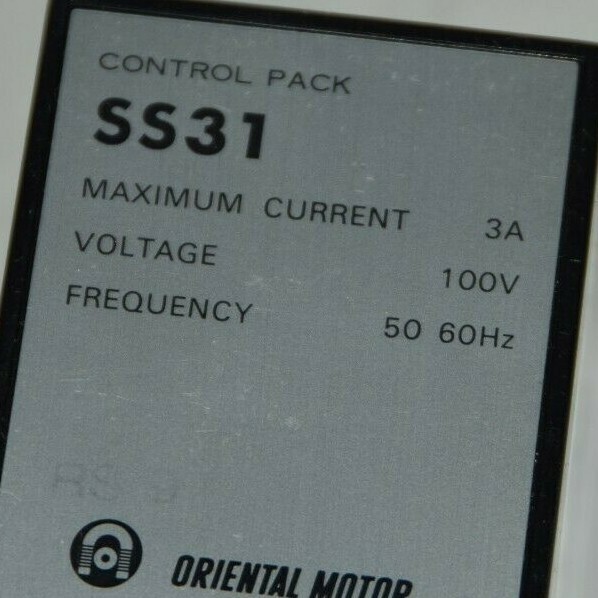 CONTROL PACK
SS31
MAXIMUM CURRENT 3A
VOLTAGE 100V
FREQUENCY 50 60Hz
ORIENTAL MOTOR